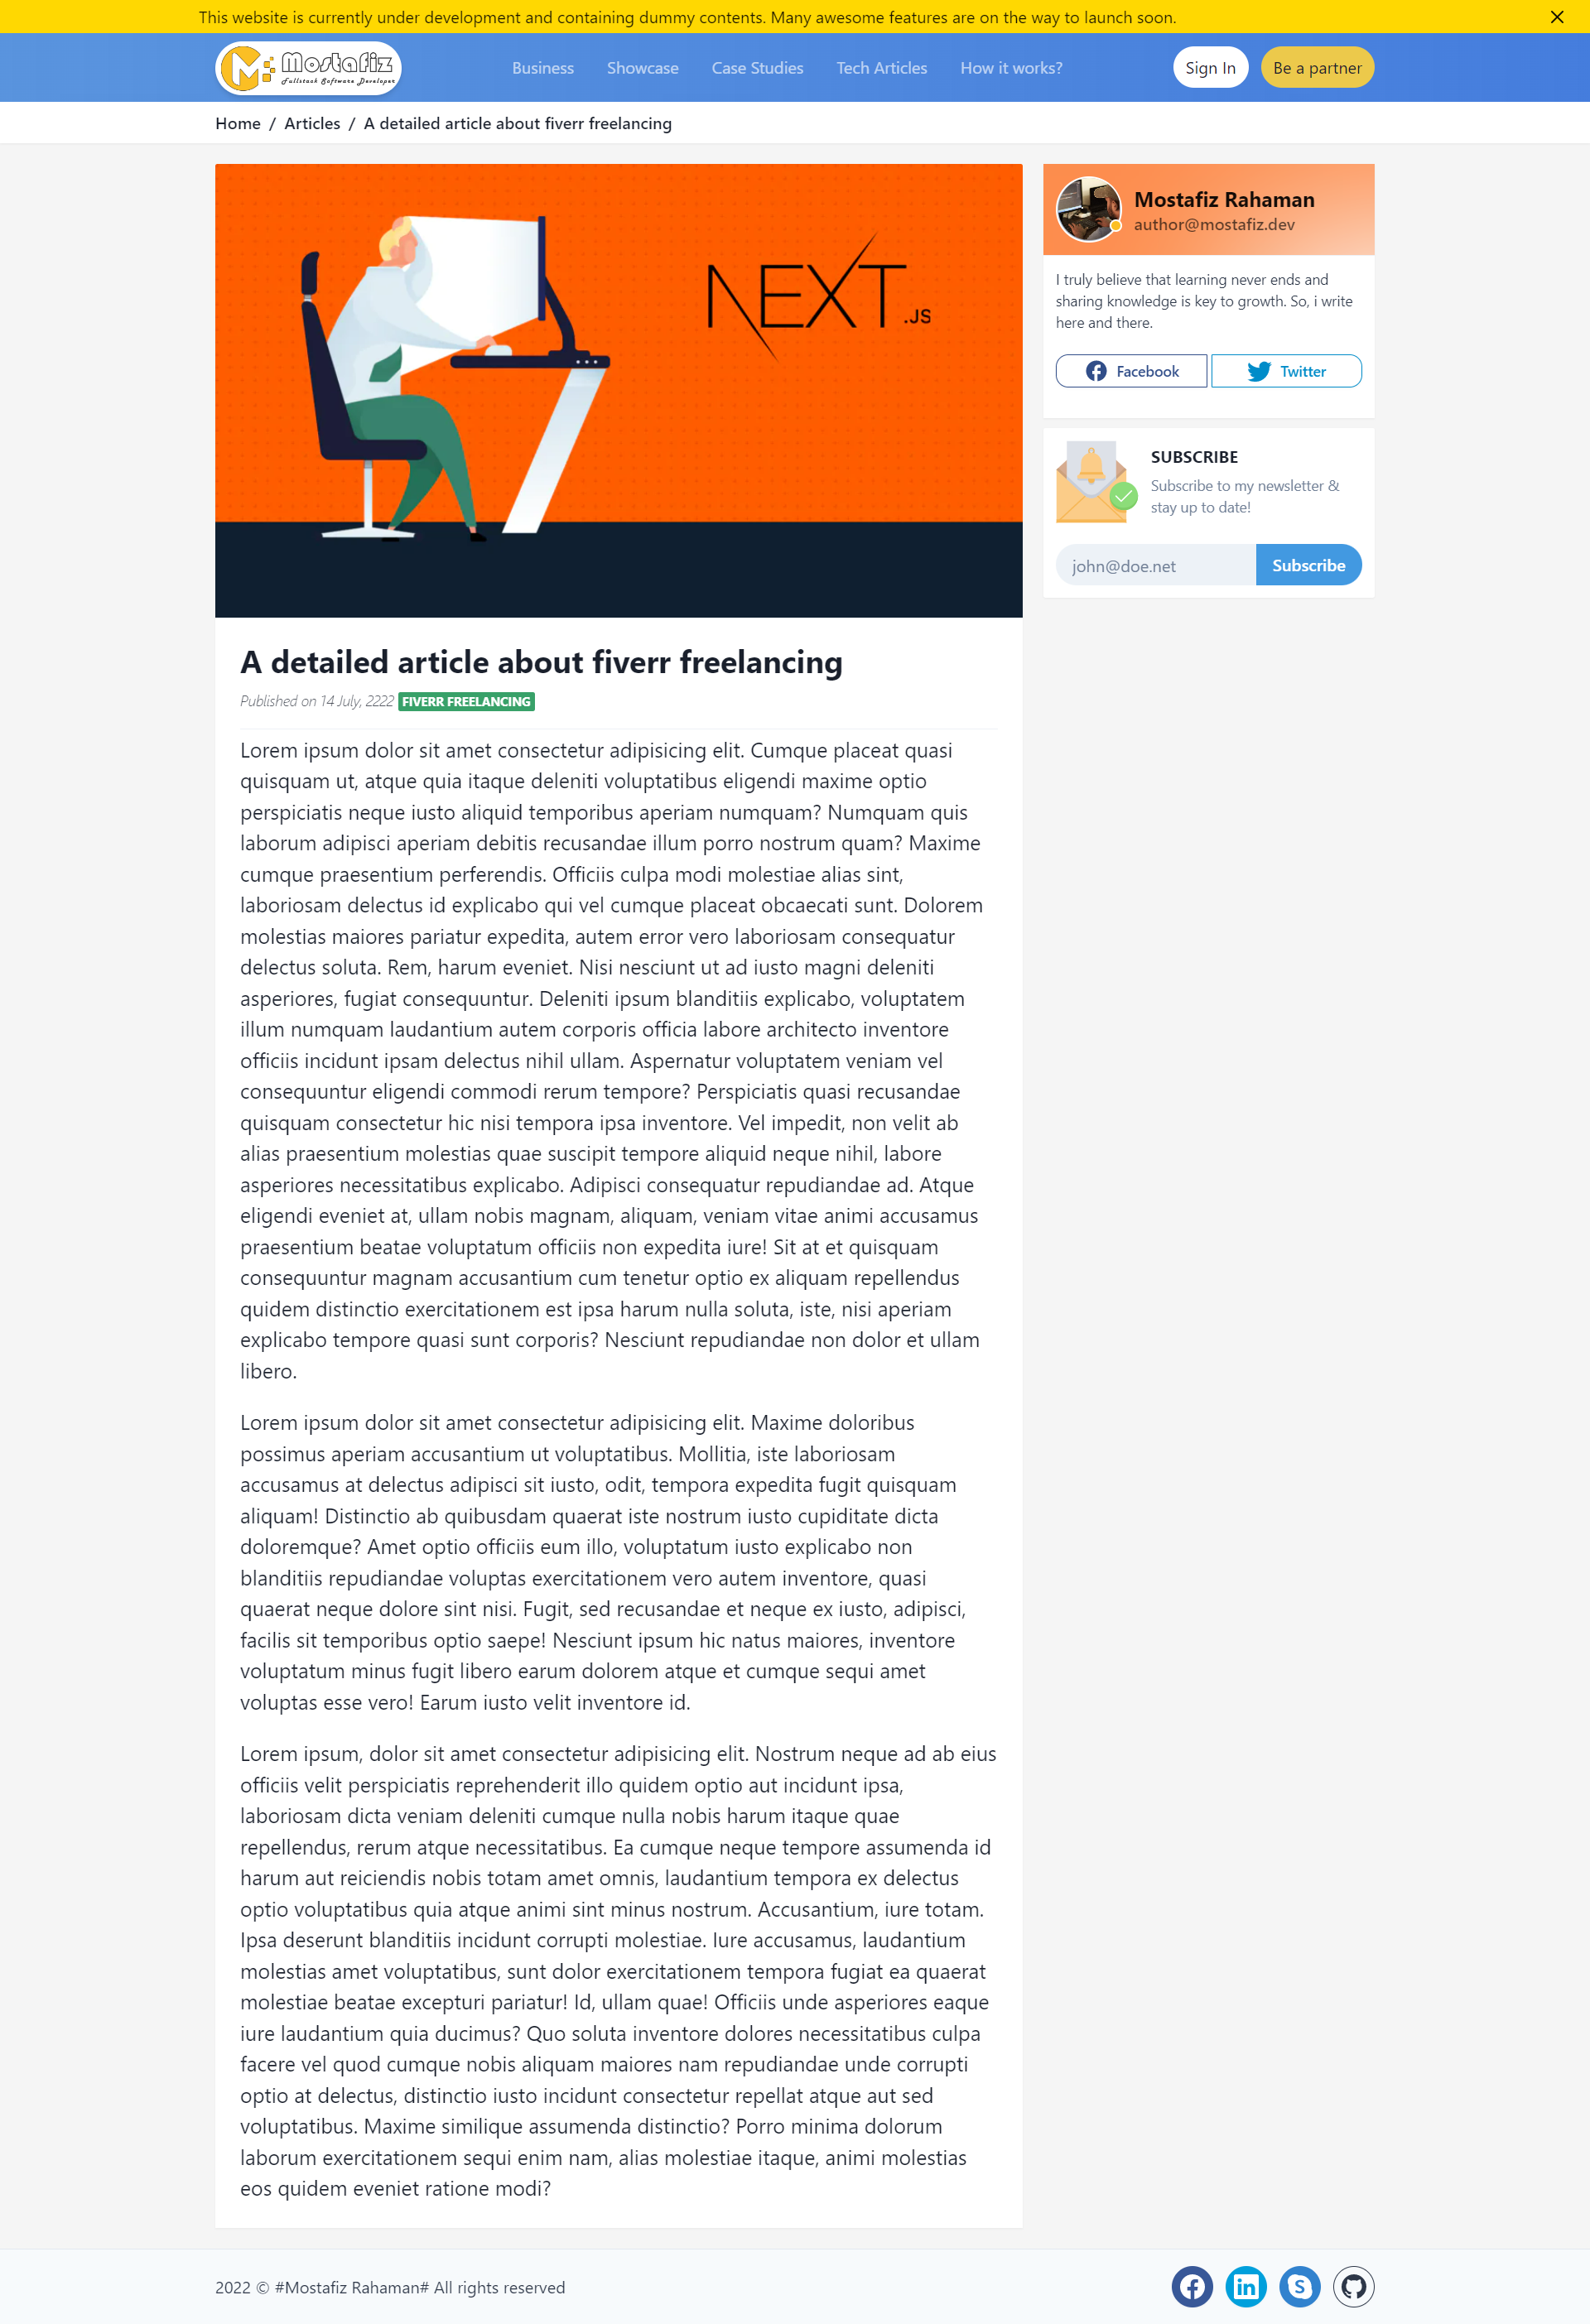 This website is currently under development and containing dummy contents. Many awesome features are on the way to launch soon.
Mostafiz
Fullstack Software Developer
Business
Showcase
Case Studies
Tech Articles
How it works?
Sign In
Be a partner
Home / Articles / A detailed article about fiverr freelancing
NEXT.JS
A detailed article about fiverr freelancing
Published on 14 July, 2222 FIVERR FREELANCING
Lorem ipsum dolor sit amet consectetur adipisicing elit. Cumque placeat quasi
quisquam ut, atque quia itaque deleniti voluptatibus eligendi maxime optio
perspiciatis neque iusto aliquid temporibus aperiam numquam? Numquam quis
laborum adipisci aperiam debitis recusandae illum porro nostrum quam? Maxime
cumque praesentium perferendis. Officiis culpa modi molestiae alias sint,
laboriosam delectus id explicabo qui vel cumque placeat obcaecati sunt. Dolorem
molestias maiores pariatur expedita, autem error vero laboriosam consequatur
delectus soluta. Rem, harum eveniet. Nisi nesciunt ut ad iusto magni deleniti
asperiores, fugiat consequuntur. Deleniti ipsum blanditiis explicabo, voluptatem
illum numquam laudantium autem corporis officia labore architecto inventore
officiis incidunt ipsam delectus nihil ullam. Aspernatur voluptatem veniam vel
consequuntur eligendi commodi rerum tempore? Perspiciatis quasi recusandae
quisquam consectetur hic nisi tempora ipsa inventore. Vel impedit, non velit ab
alias praesentium molestias quae suscipit tempore aliquid neque nihil, labore
asperiores necessitatibus explicabo. Adipisci consequatur repudiandae ad. Atque
eligendi eveniet at, ullam nobis magnam, aliquam, veniam vitae animi accusamus
praesentium beatae voluptatum officiis non expedita iure! Sit at et quisquam
consequuntur magnam accusantium cum tenetur optio ex aliquam repellendus
quidem distinctio exercitationem est ipsa harum nulla soluta, iste, nisi aperiam
explicabo tempore quasi sunt corporis? Nesciunt repudiandae non dolor et ullam
libero.
Lorem ipsum dolor sit amet consectetur adipisicing elit. Maxime doloribus
possimus aperiam accusantium ut voluptatibus. Mollitia, iste laboriosam
accusamus at delectus adipisci sit iusto, odit, tempora expedita fugit quisquam
aliquam! Distinctio ab quibusdam quaerat iste nostrum iusto cupiditate dicta
doloremque? Amet optio officiis eum illo, voluptatum iusto explicabo non
blanditiis repudiandae voluptas exercitationem vero autem inventore, quasi
quaerat neque dolore sint nisi. Fugit, sed recusandae et neque ex iusto, adipisci,
facilis sit temporibus optio saepe! Nesciunt ipsum hic natus maiores, inventore
voluptatum minus fugit libero earum dolorem atque et cumque sequi amet
voluptas esse vero! Earum iusto velit inventore id.
Lorem ipsum, dolor sit amet consectetur adipisicing elit. Nostrum neque ad ab eius
officiis velit perspiciatis reprehenderit illo quidem optio aut incidunt ipsa,
laboriosam dicta veniam deleniti cumque nulla nobis harum itaque quae
repellendus, rerum atque necessitatibus. Ea cumque neque tempore assumenda id
harum aut reiciendis nobis totam amet omnis, laudantium tempora ex delectus
optio voluptatibus quia atque animi sint minus nostrum. Accusantium, iure totam.
Ipsa deserunt blanditiis incidunt corrupti molestiae. Iure accusamus, laudantium
molestias amet voluptatibus, sunt dolor exercitationem tempora fugiat ea quaerat
molestiae beatae excepturi pariatur! Id, ullam quae! Officiis unde asperiores eaque
iure laudantium quia ducimus? Quo soluta inventore dolores necessitatibus culpa
facere vel quod cumque nobis aliquam maiores nam repudiandae unde corrupti
optio at delectus, distinctio iusto incidunt consectetur repellat atque aut sed
voluptatibus. Maxime similique assumenda distinctio? Porro minima dolorum
laborum exercitationem sequi enim nam, alias molestiae itaque, animi molestias
eos quidem eveniet ratione modi?
Mostafiz Rahaman
author@mostafiz.dev
I truly believe that learning never ends and
sharing knowledge is key to growth. So, i write
here and there.
Facebook
Twitter
SUBSCRIBE
Subscribe to my newsletter &
stay up to date!
john@doe.net
Subscribe
2022 © #Mostafiz Rahaman# All rights reserved